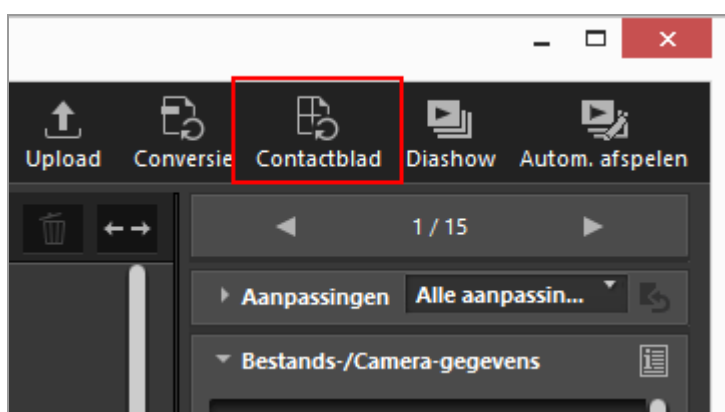 Upload Conversie Contactblad Diashow Autom. afspelen
1 / 15
Aanpassingen Alle aanpassin...
Bestands-/Camera-gegevens